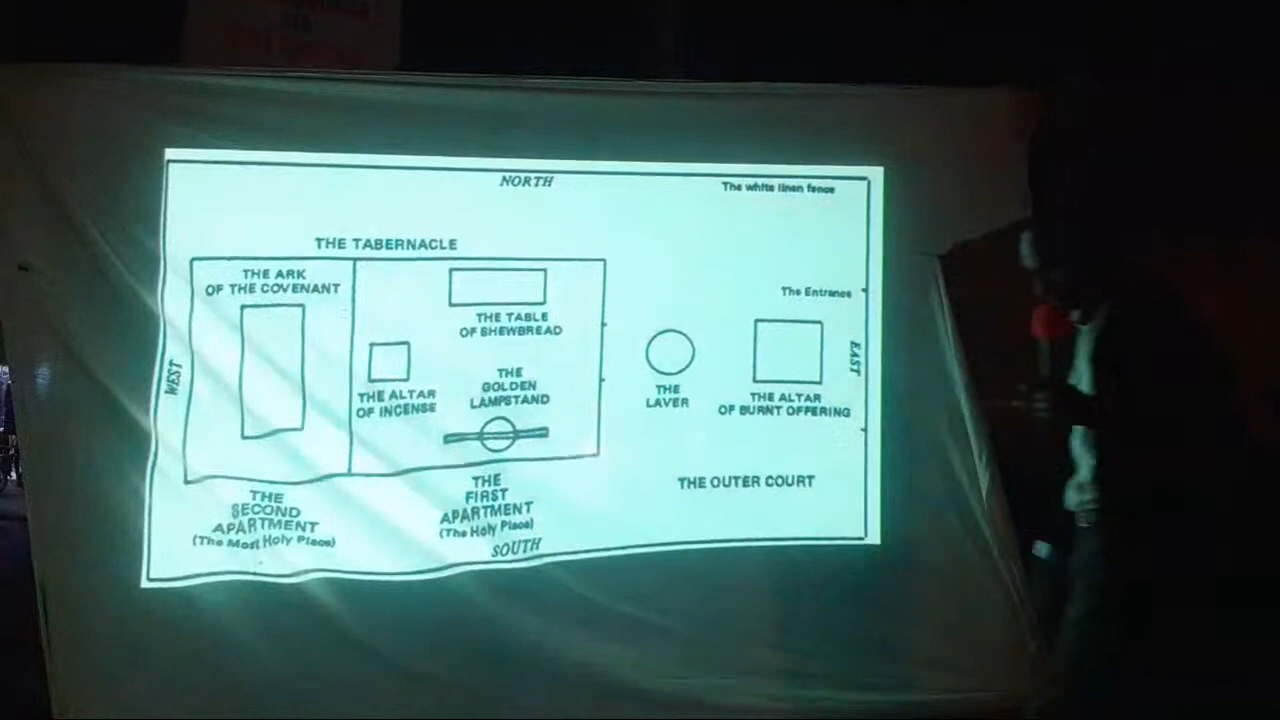 NORTH
The white linen fence
THE TABERNACLE
THE ARK
OF THE COVENANT
THE TABLE
OF SHEWBREAD
The Entrance
WEST
EAST
THE ALTAR
OF INCENSE
THE
GOLDEN
LAMPSTAND
THE
LAVER
THE ALTAR
OF BURNT OFFERING
THE
SECOND
APARTMENT
(The Most Holy Place)
THE
FIRST
APARTMENT
(The Holy Place)
THE OUTER COURT
SOUTH